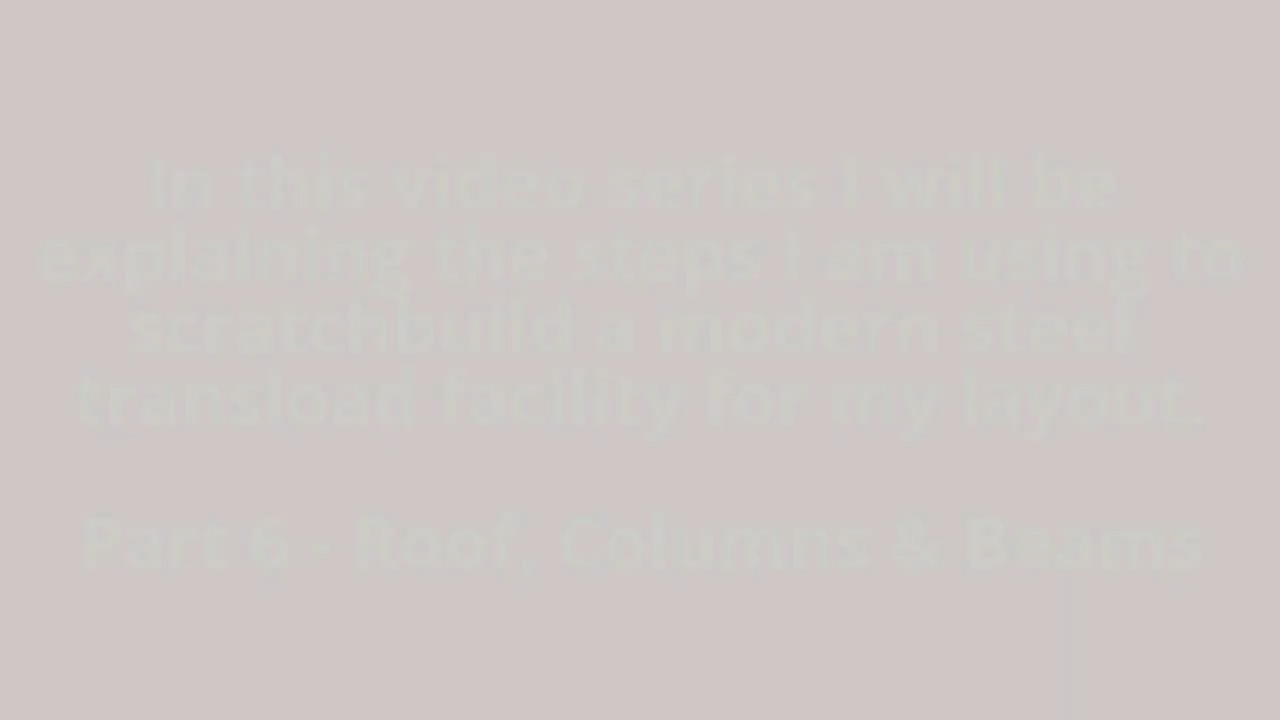 In this video series I will be
explaining the steps I am using to
scratchbuild a modern steel
transload facility for my layout.
Part 6 - Roof, Columns & Beams